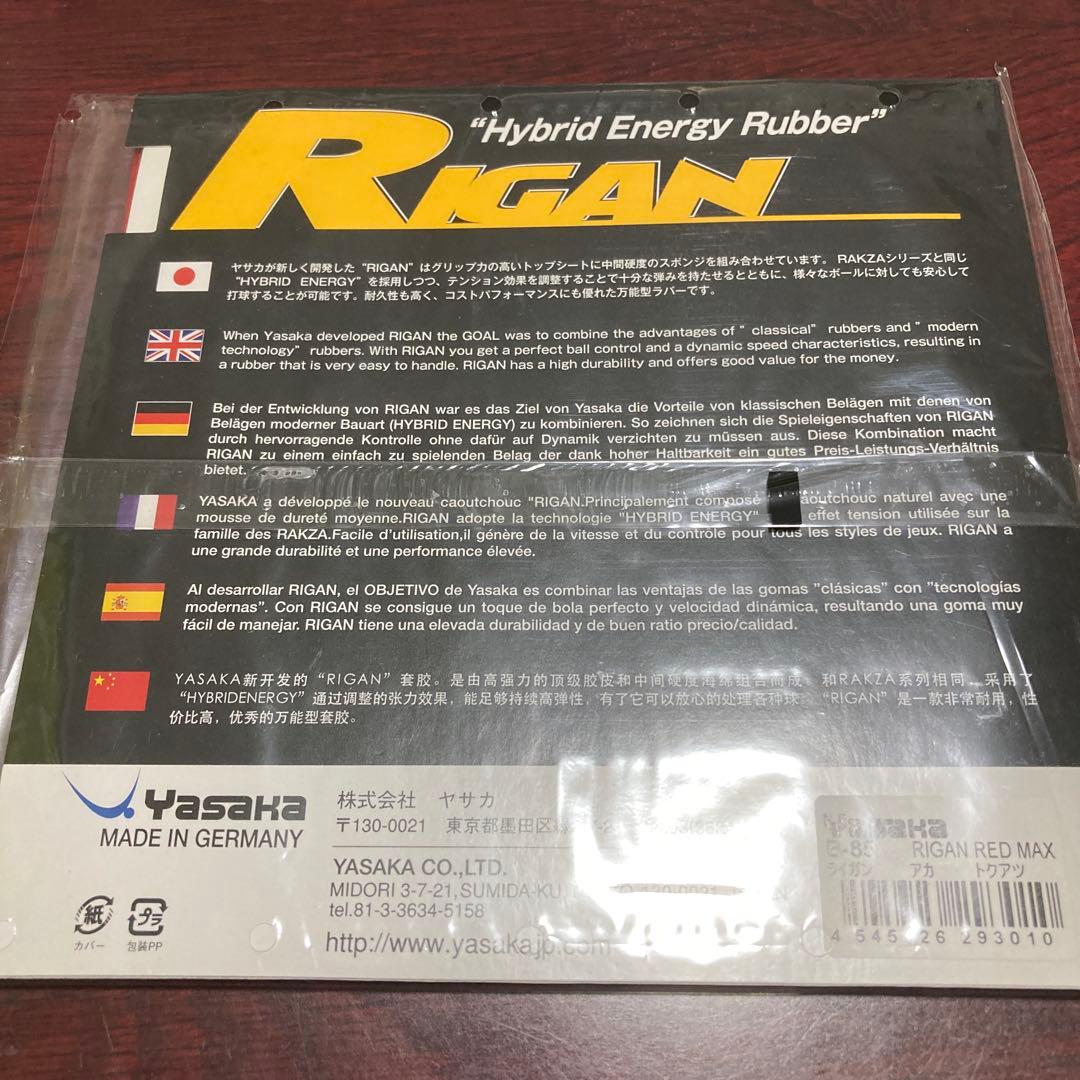 "Hybrid Energy Rubber"
RIGAN
ヤサカが新しく開発した "RIGAN" はグリップ力の高いトップシートに中間硬度のスポンジを組み合わせています。 RAKZAシリーズと同じ
"HYBRID ENERGY" を採用しつつ、テンション効果を調整することで十分な弾みを持たせるとともに、様々なボールに対しても安心して
打球することが可能です。耐久性も高く、コストパフォーマンスにも優れた万能型ラバーです。
When Yasaka developed RIGAN the GOAL was to combine the advantages of " classical" rubbers and " modern
technology" rubbers. With RIGAN you get a perfect ball control and a dynamic speed characteristics, resulting in
a rubber that is very easy to handle. RIGAN has a high durability and offers good value for the money.
Bei der Entwicklung von RIGAN war es das Ziel von Yasaka die Vorteile von klassischen Belägen mit denen von
Belägen moderner Bauart (HYBRID ENERGY) zu kombinieren. So zeichnen sich die Spieleigenschaften von RIGAN
durch hervorragende Kontrolle ohne dafür auf Dynamik verzichten zu müssen aus. Diese Kombination macht
RIGAN zu einem einfach zu spielenden Belag der dank hoher Haltbarkeit ein gutes Preis-Leistungs-Verhältnis
bietet.
YASAKA a développé le nouveau caoutchouc "RIGAN.Principalement composé aoutchouc naturel avec une
mousse de dureté moyenne.RIGAN adopte la technologie "HYBRID ENERGY" effet tension utilisée sur la
famille des RAKZA.Facile d'utilisation,il génère de la vitesse et du contrôle pour tous les styles de jeux. RIGAN a
une grande durabilité et une performance élevée.
Al desarrollar RIGAN, el OBJETIVO de Yasaka es combinar las ventajas de las gomas "clásicas" con "tecnologías
modernas". Con RIGAN se consigue un toque de bola perfecto y velocidad dinámica, resultando una goma muy
fácil de manejar. RIGAN tiene una elevada durabilidad y de buen ratio precio/calidad.
YASAKA新开发的 "RIGAN" 套胶。是由高强力的顶级胶皮和中间硬度海绵组合而成。和RAKZA系列相同,采用了
"HYBRIDENERGY" 通过调整的张力效果,能足够持续高弹性,有了它可以放心的处理各种球。"RIGAN" 是一款非常耐用,性
价比高,优秀的万能型套胶。
Yasaka
MADE IN GERMANY
株式会社 ヤサカ
〒130-0021 東京都墨田区緑
YASAKA CO.,LTD.
MIDORI 3-7-21, SUMIDA-KU, 130-0021
tel.81-3-3634-5158
http://www.yasakajp.com
紙
カバー
プラ
包装PP
Yasaka
RIGAN RED MAX
ライガン アカ トクアツ
293010